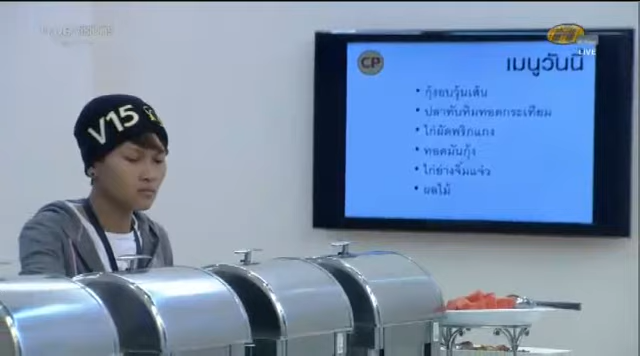 LIVE
CP
เมนูวันนี้
• กุ้งอบวุ้นเส้น
• ปลาทับทิมทอดกระเทียม
• ไก่ผัดพริกแกง
• ทอดมันกุ้ง
• ไก่ย่างจิ้มแจ่ว
• ผลไม้
V15